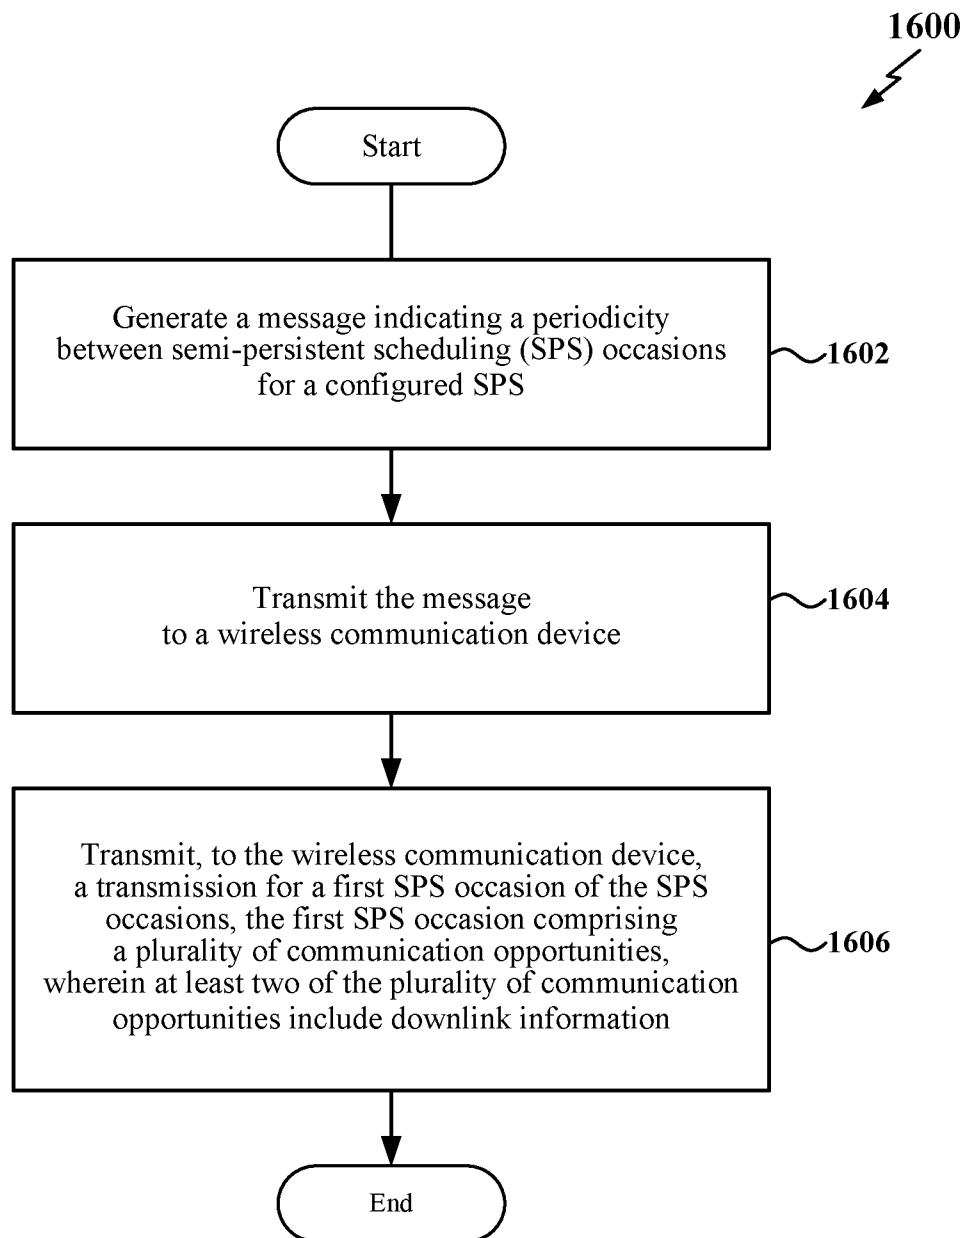 1600
Start
Generate a message indicating a periodicity
between semi-persistent scheduling (SPS) occasions
for a configured SPS
1602
Transmit the message
to a wireless communication device
1604
Transmit, to the wireless communication device,
a transmission for a first SPS occasion of the SPS
occasions, the first SPS occasion comprising
a plurality of communication opportunities,
wherein at least two of the plurality of communication
opportunities include downlink information
1606
End